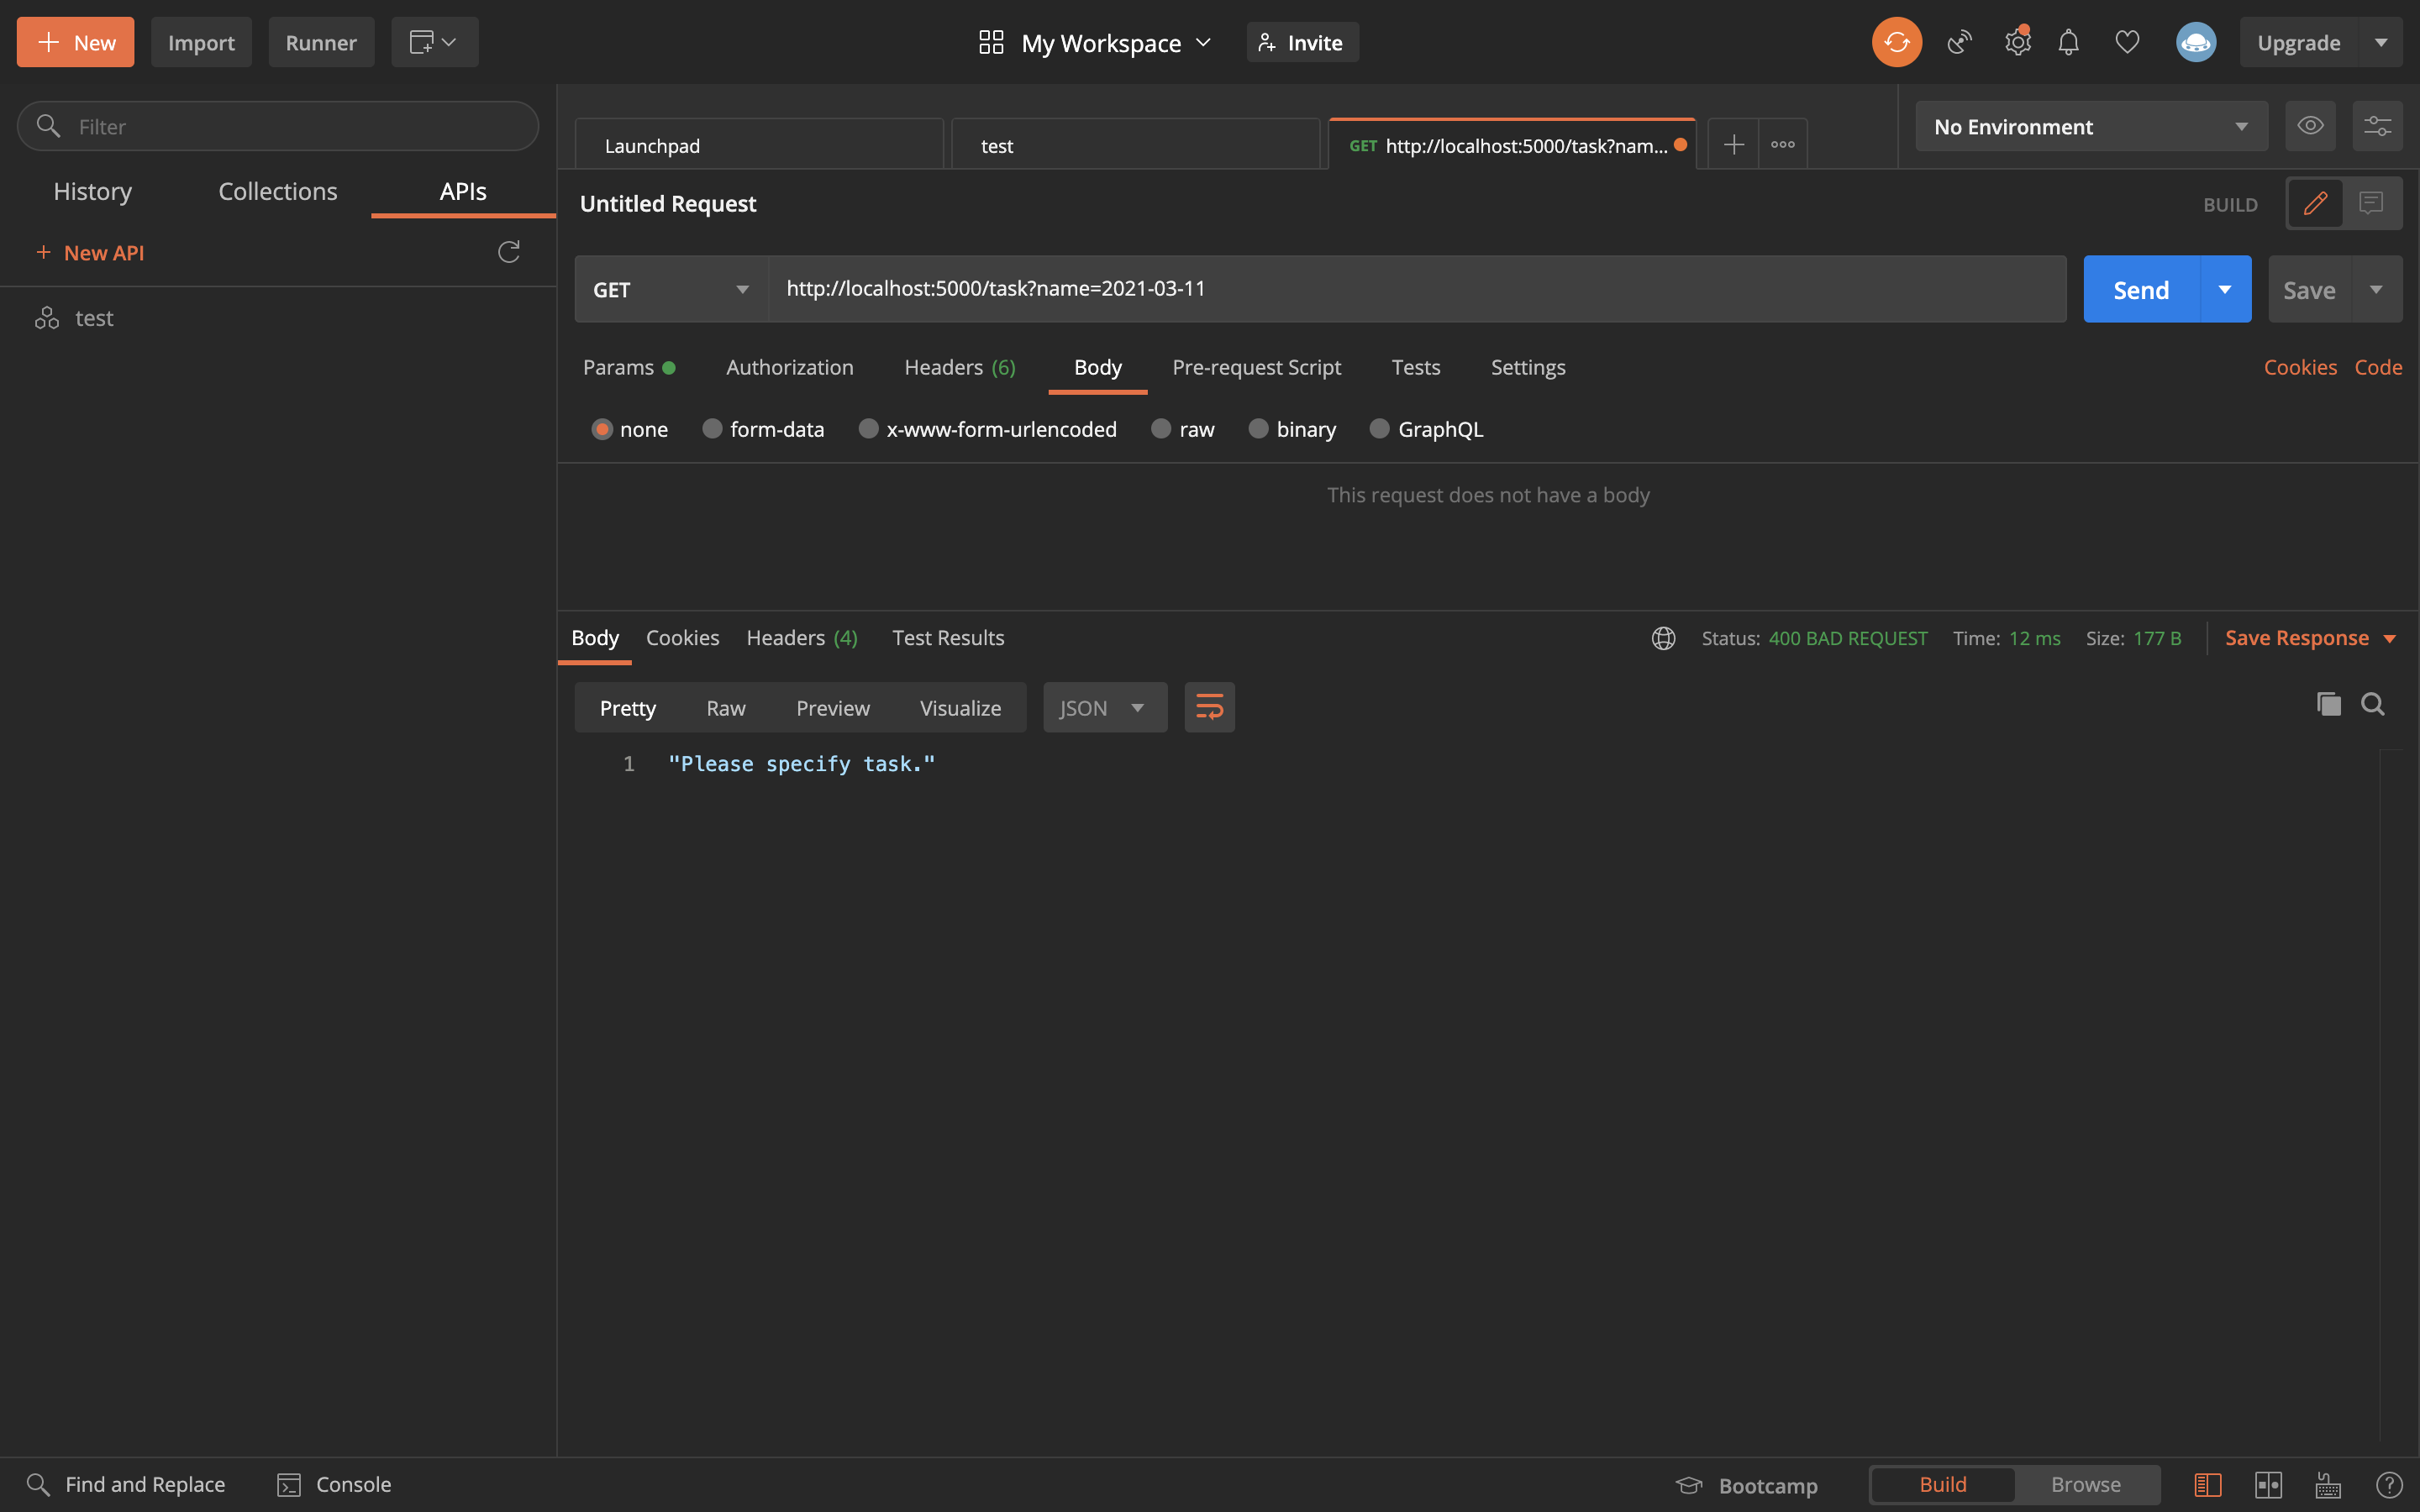 New Import Runner My Workspace Invite Upgrade
Filter
Launchpad test GET http://localhost:5000/task?nam... No Environment
History Collections APIs
Untitled Request BUILD
+ New API
GET http://localhost:5000/task?name=2021-03-11 Send Save
test
Params Authorization Headers (6) Body Pre-request Script Tests Settings Cookies Code
none form-data x-www-form-urlencoded raw binary GraphQL
This request does not have a body
Body Cookies Headers (4) Test Results Status: 400 BAD REQUEST Time: 12 ms Size: 177 B Save Response
Pretty Raw Preview Visualize JSON
1 "Please specify task."
Find and Replace Console Bootcamp Build Browse